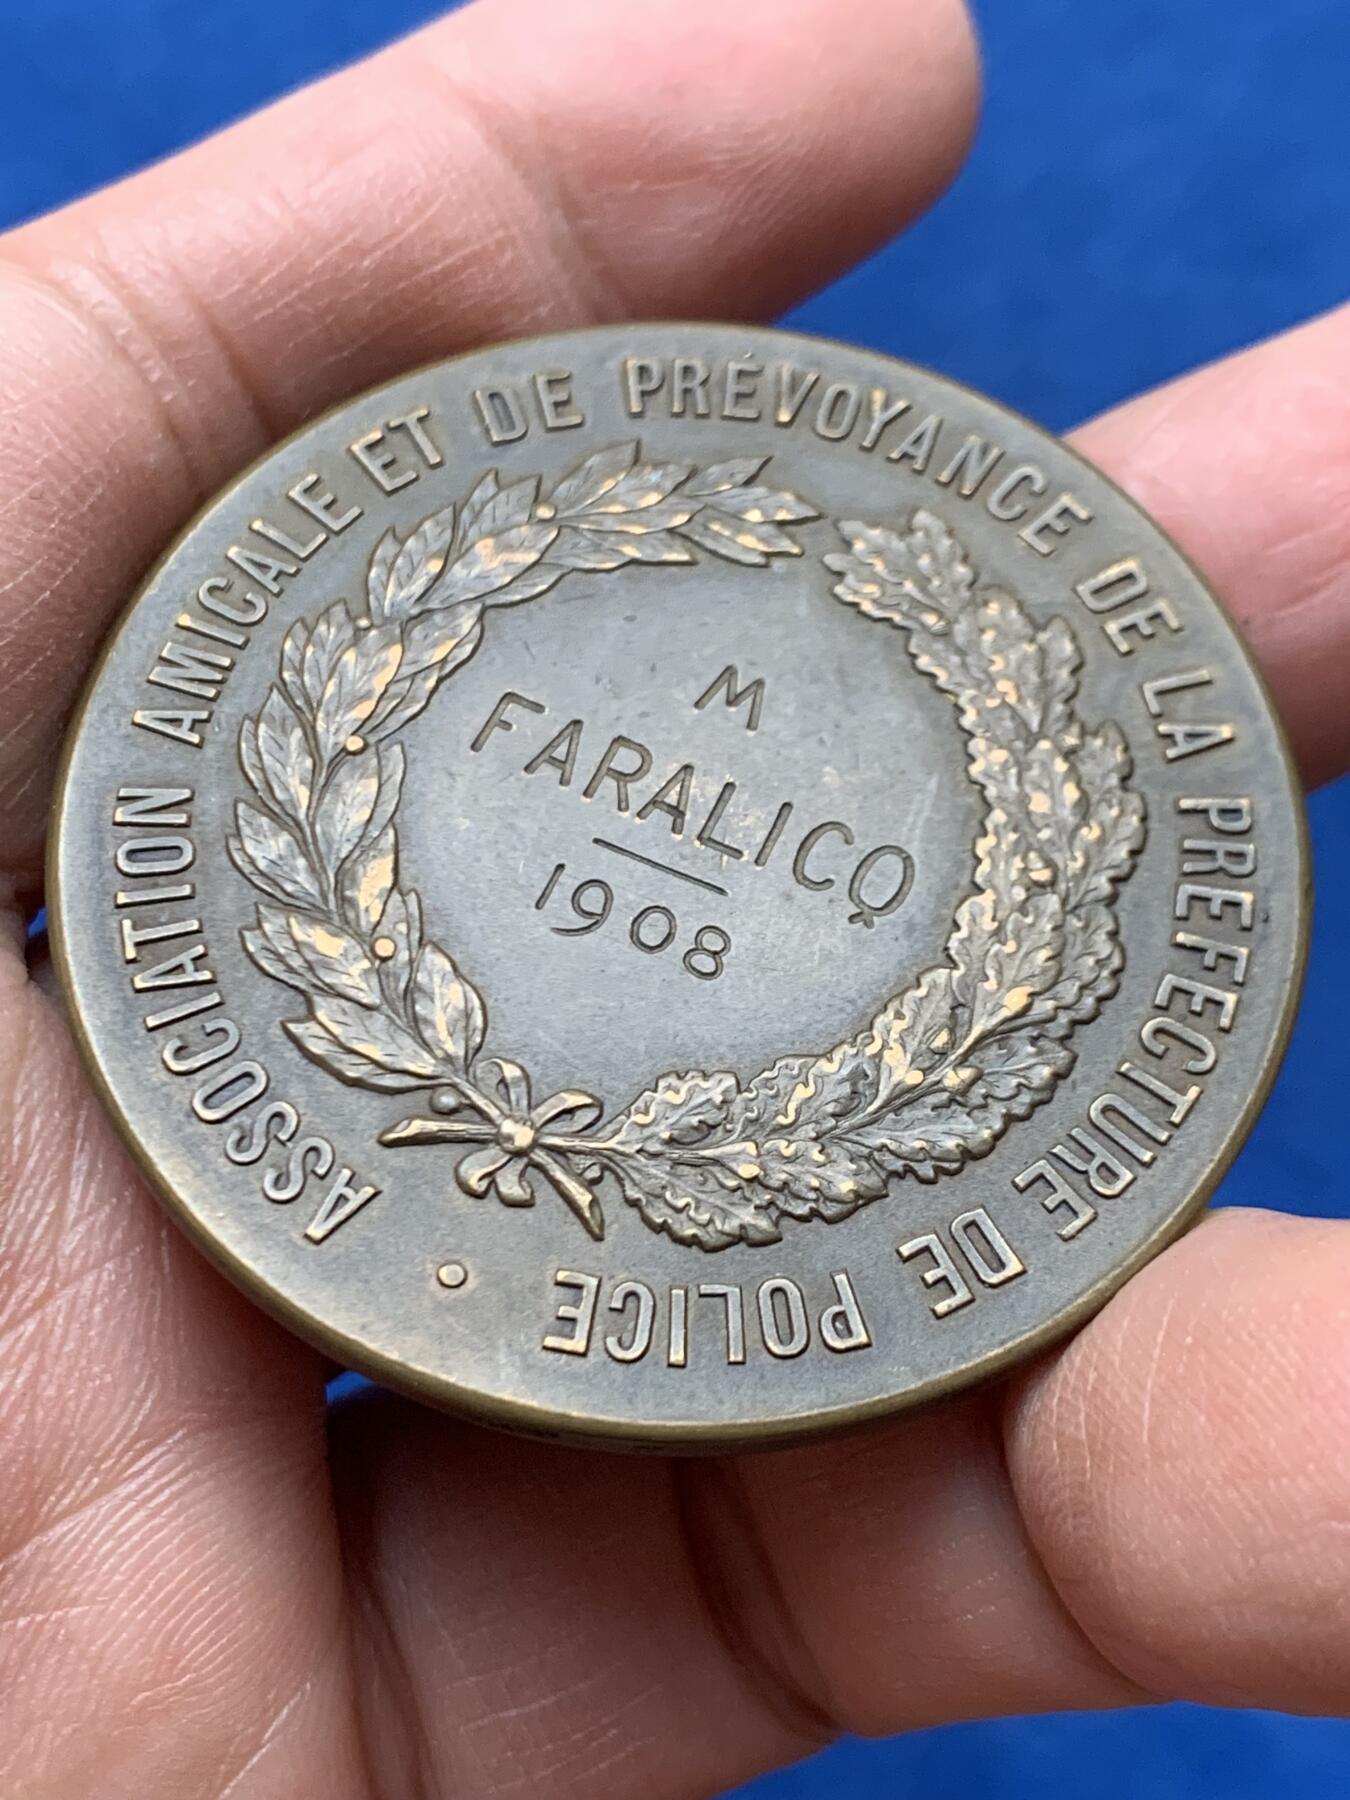 ASSOCIATION AMICALE ET DE PRÉVOYANCE DE LA PRÉFECTURE DE POLICE
M
FARALICQ
1908